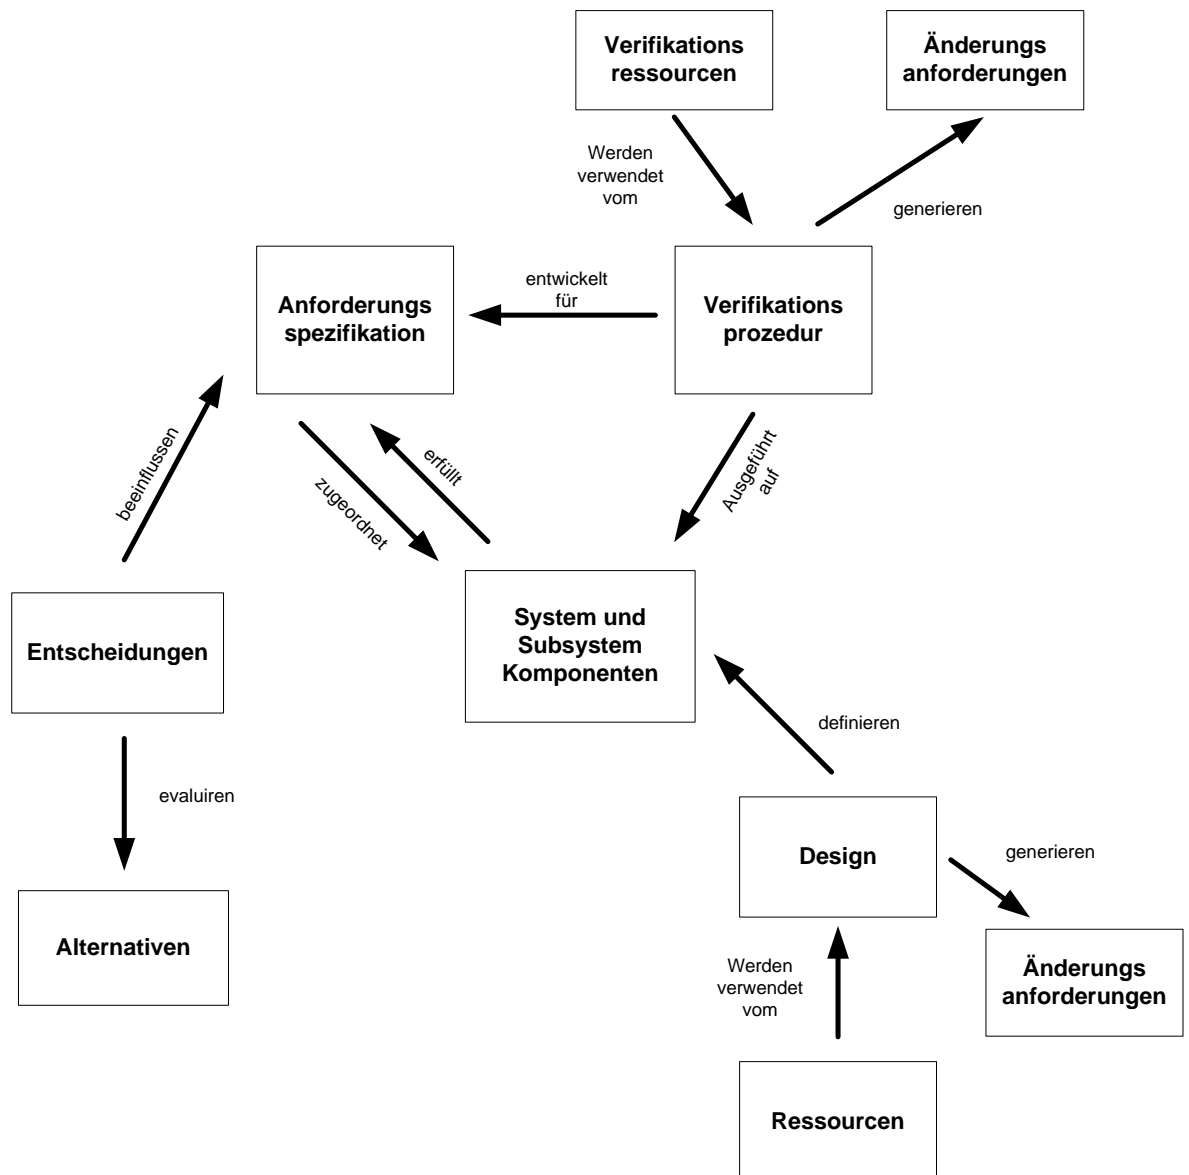 Verifikations
ressourcen
Änderungs
anforderungen
Werden
verwendet
vom
generieren
Anforderungs
spezifikation
entwickelt
für
Verifikations
prozedur
beeinflussen
zugeordnet
erfüllt
Ausgeführt
auf
Entscheidungen
System und
Subsystem
Komponenten
definieren
evaluiren
Design
generieren
Alternativen
Werden
verwendet
vom
Änderungs
anforderungen
Ressourcen